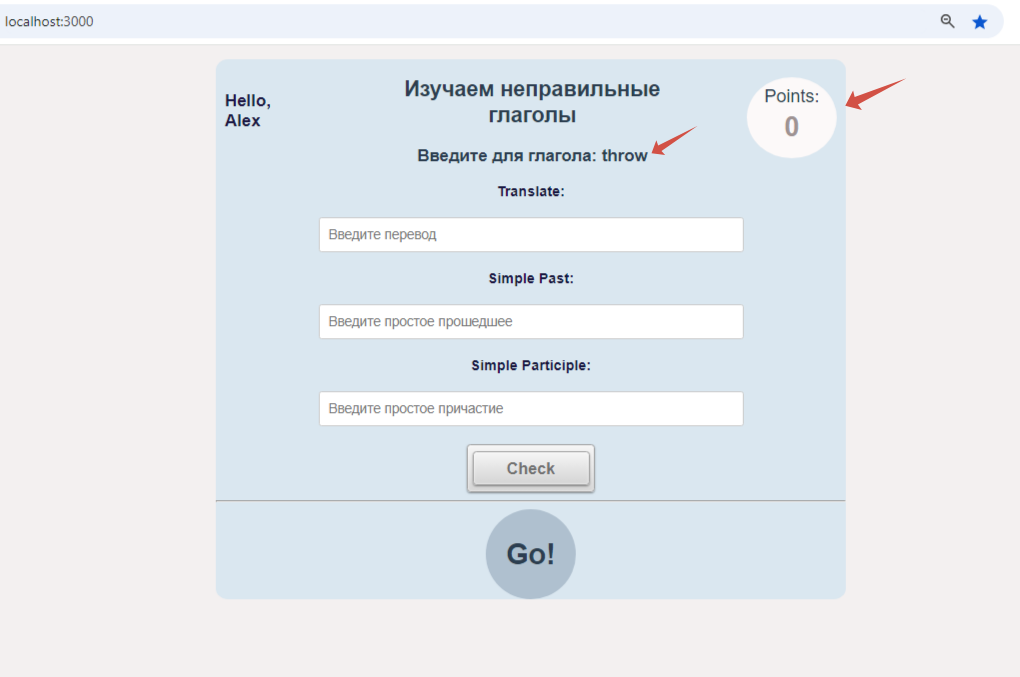 localhost:3000
Hello,
Alex
Изучаем неправильные
глаголы
Points:
0
Введите для глагола: throw
Translate:
Введите перевод
Simple Past:
Введите простое прошедшее
Simple Participle:
Введите простое причастие
Check
Go!